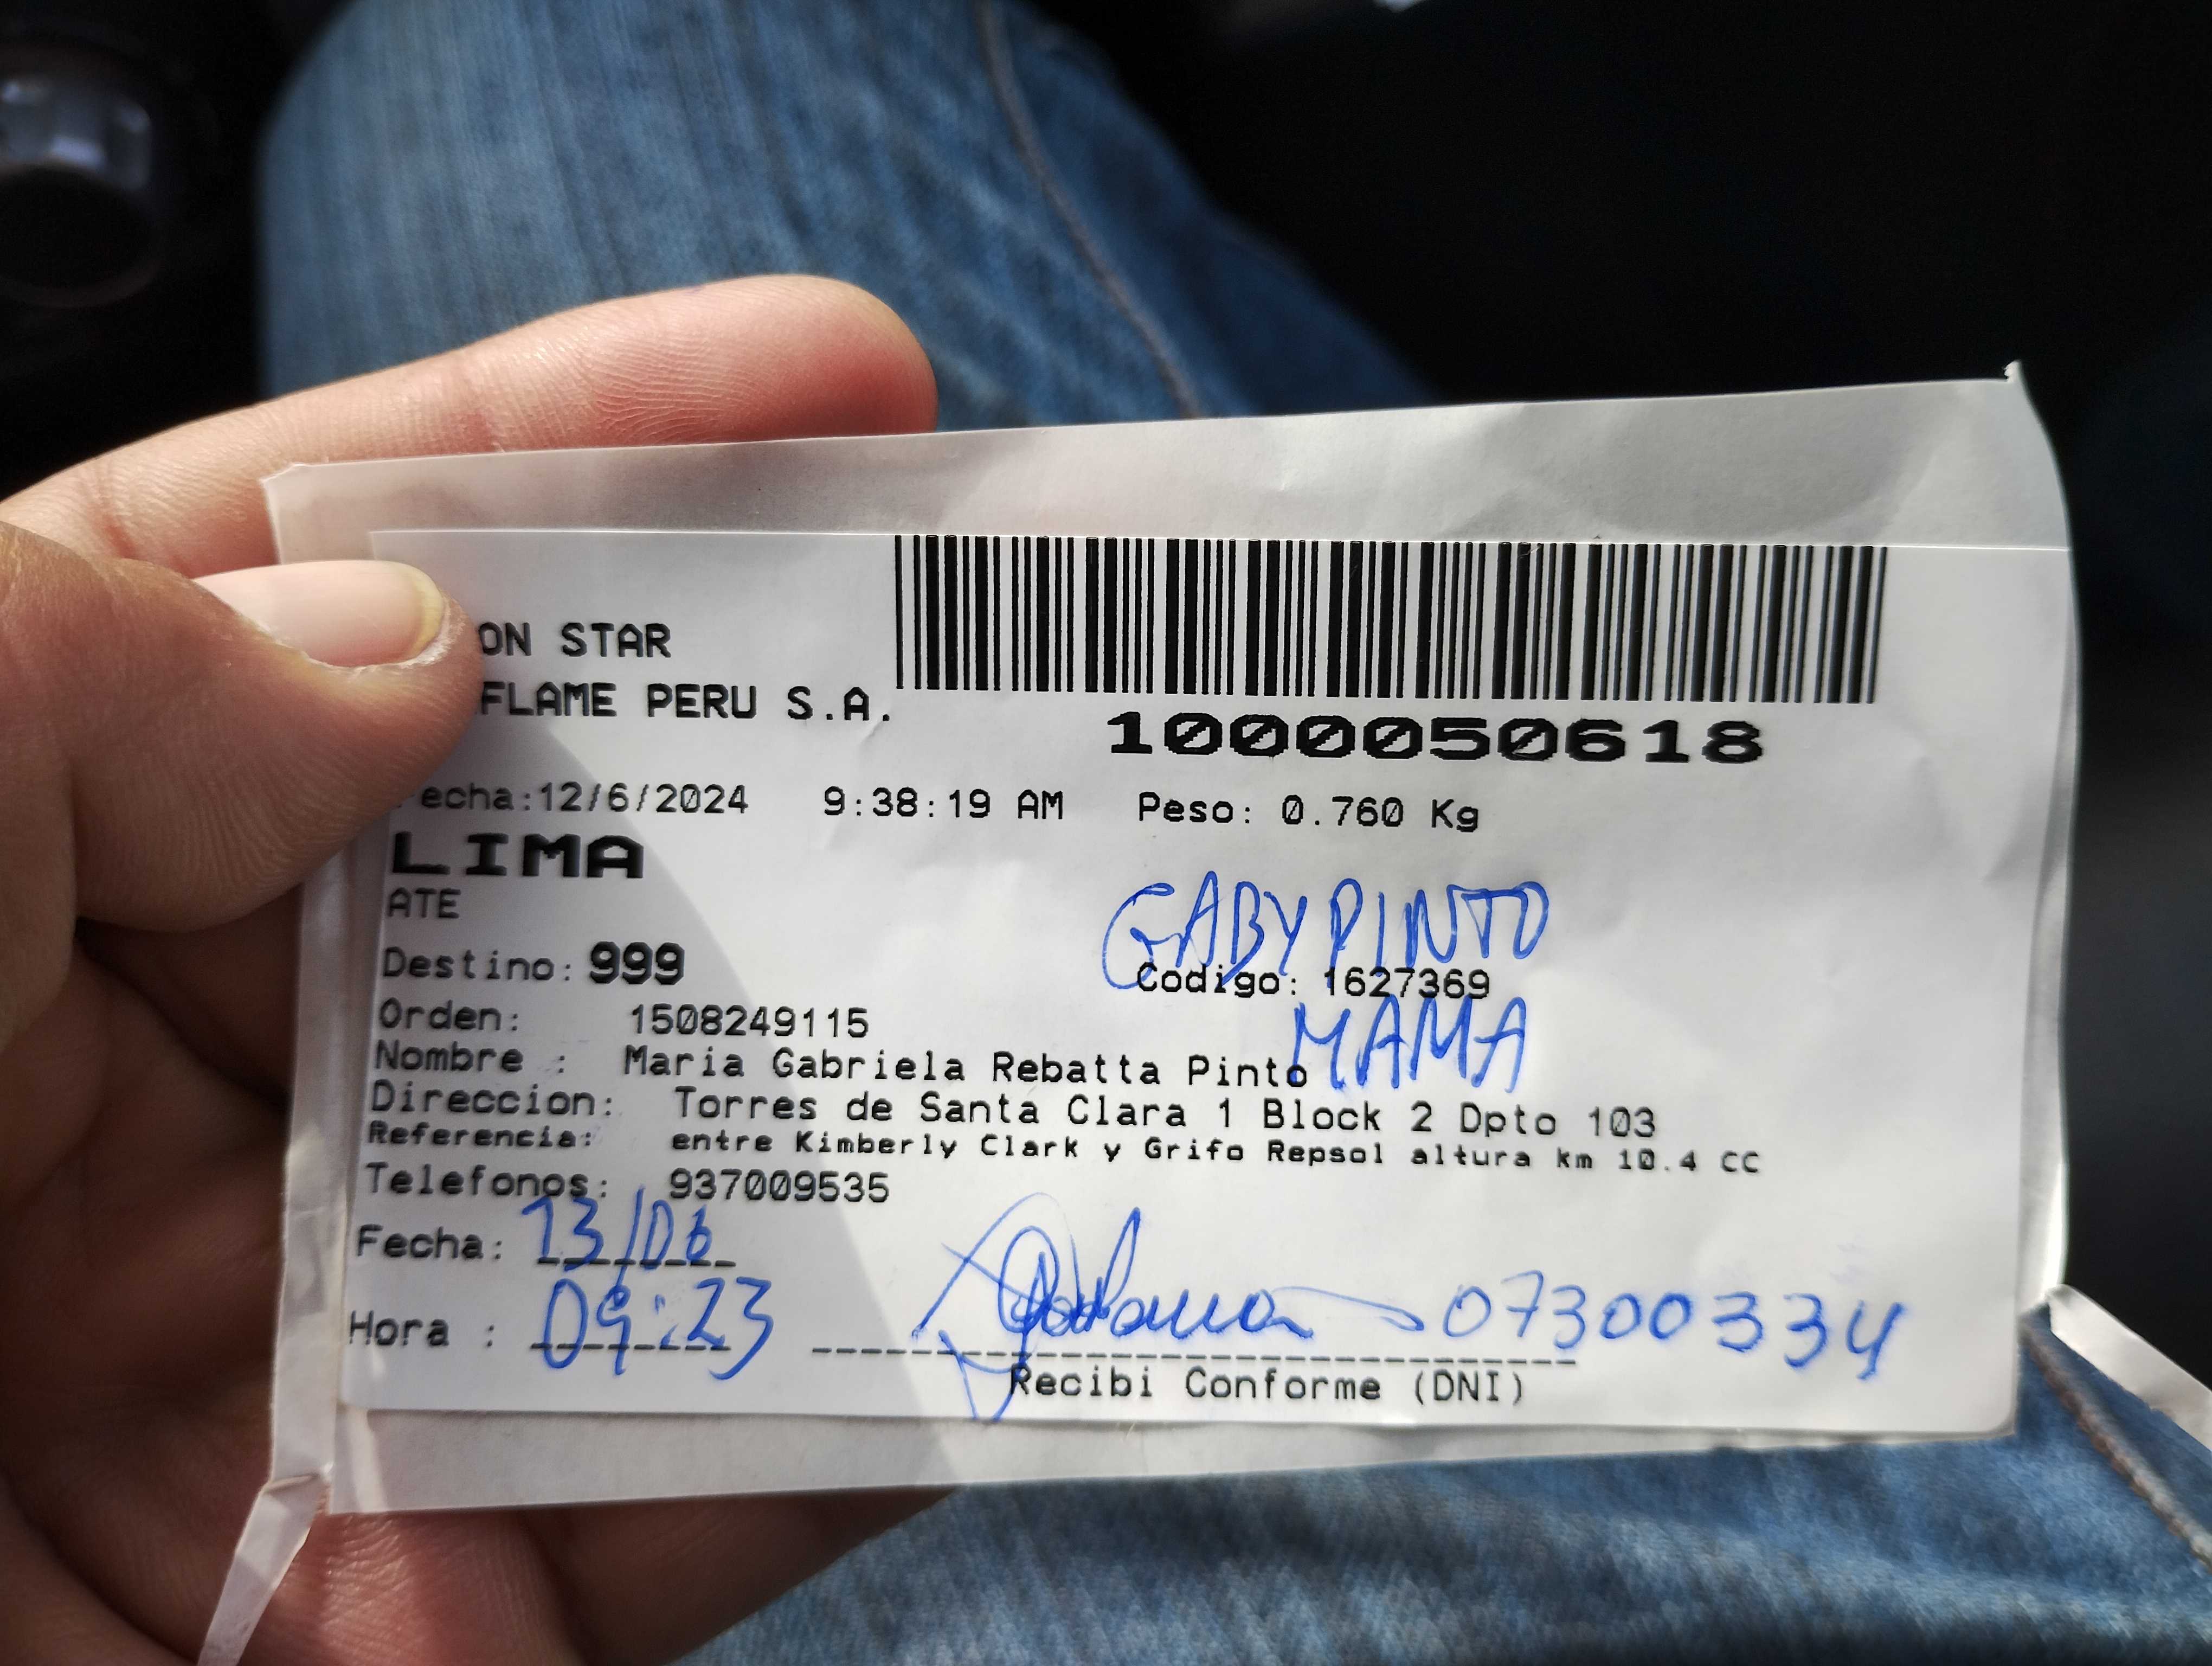 ON STAR
FLAME PERU S.A.
1000050618
echa:12/6/2024 9:38:19 AM Peso: 0.760 Kg
LIMA
ATE
GABY PINTO
Destino: 999 Codigo: 1627369
Orden: 1508249115
MAMA
Nombre : Maria Gabriela Rebatta Pinto
Direccion: Torres de Santa Clara 1 Block 2 Dpto 103
Referencia: entre Kimberly Clark y Grifo Repsol altura km 10.4 CC
Telefonos: 937009535
Fecha: 13/06
Hora : 09:23 07300334
Recibi Conforme (DNI)